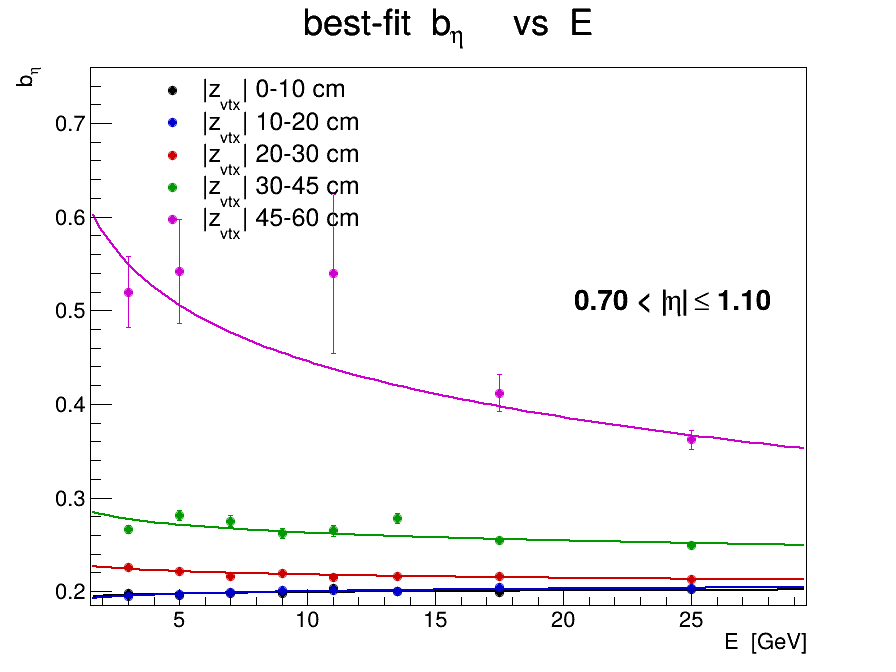 best-fit b_η vs E
b_η
|z_vtx| 0-10 cm
|z_vtx| 10-20 cm
|z_vtx| 20-30 cm
|z_vtx| 30-45 cm
|z_vtx| 45-60 cm
0.7
0.6
0.5
0.4
0.3
0.2
0.70 < |η| ≤ 1.10
5 10 15 20 25
E [GeV]